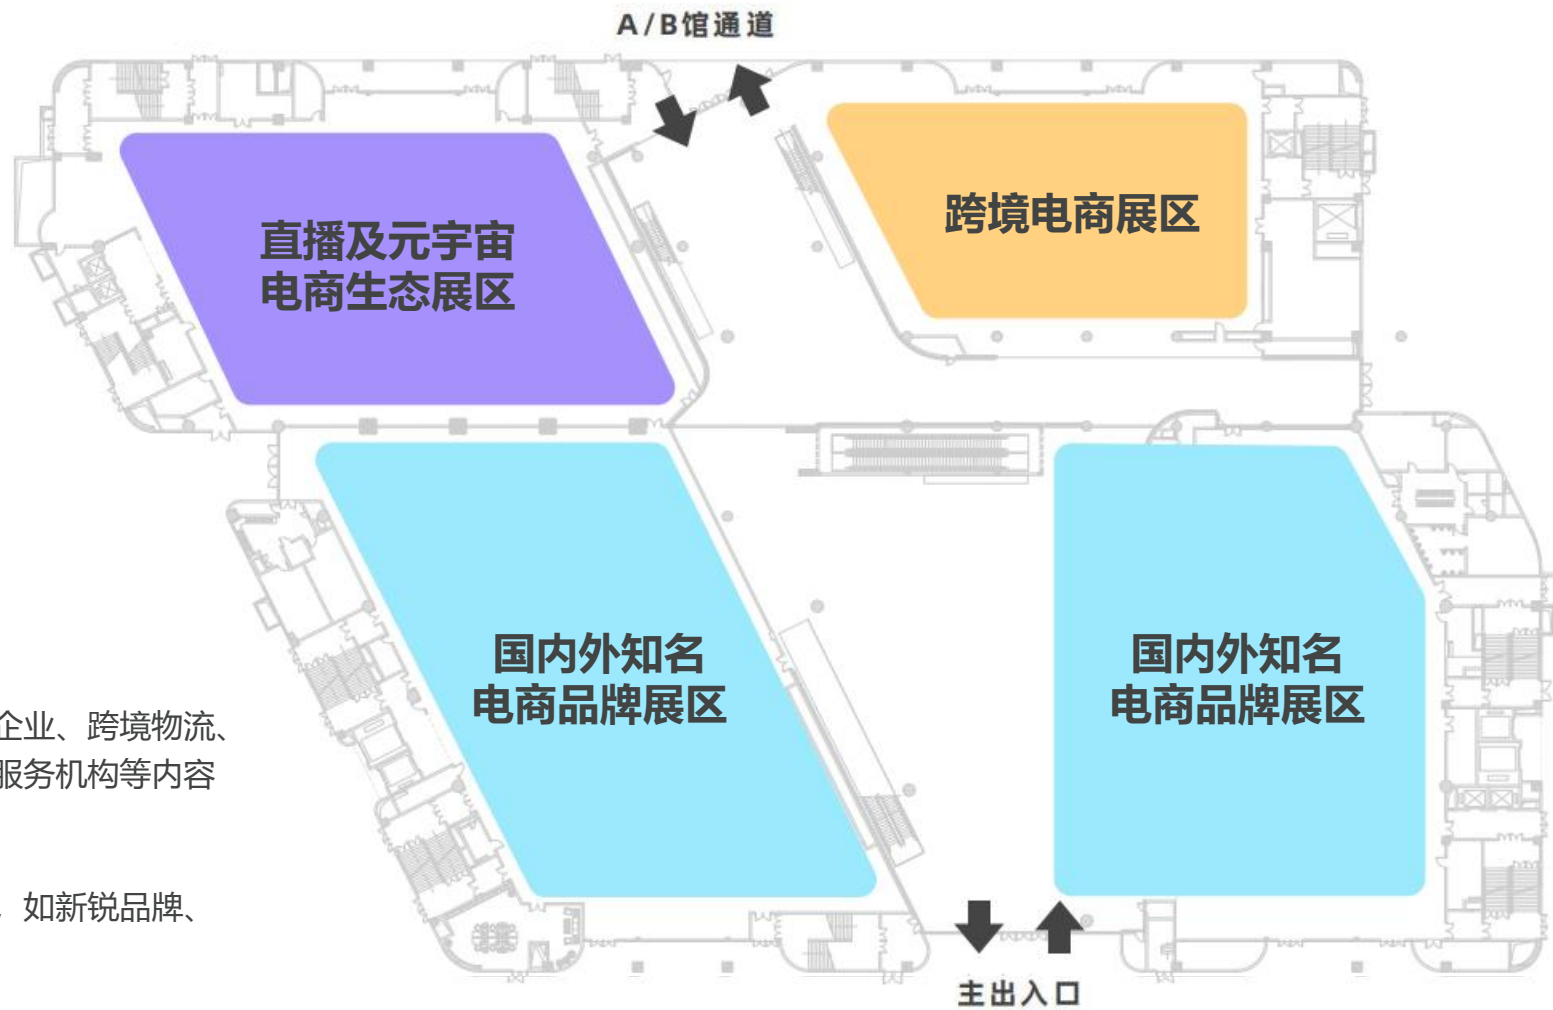 A/B馆通道
直播及元宇宙
电商生态展区
跨境电商展区
国内外知名
电商品牌展区
国内外知名
电商品牌展区
企业、跨境物流、
服务机构等内容
如新锐品牌、
主出入口